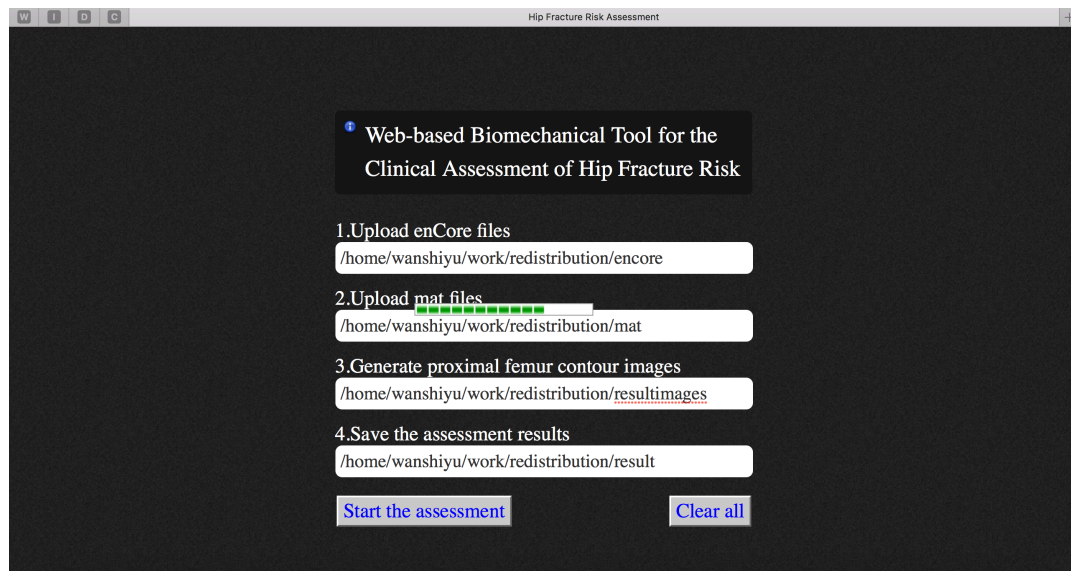 W I D C Hip Fracture Risk Assessment +
Web-based Biomechanical Tool for the
Clinical Assessment of Hip Fracture Risk
1.Upload enCore files
/home/wanshiyu/work/redistribution/encore
2.Upload mat files
/home/wanshiyu/work/redistribution/mat
3.Generate proximal femur contour images
/home/wanshiyu/work/redistribution/resultimages
4.Save the assessment results
/home/wanshiyu/work/redistribution/result
Start the assessment Clear all